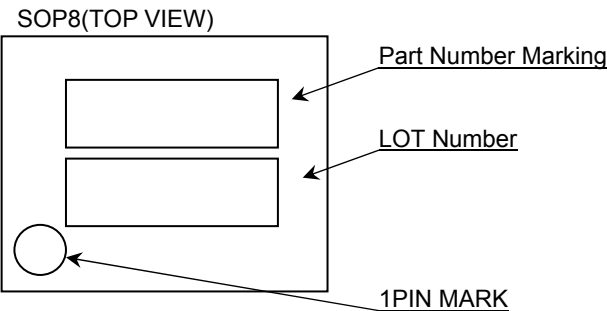 SOP8(TOP VIEW)
Part Number Marking
LOT Number
1PIN MARK